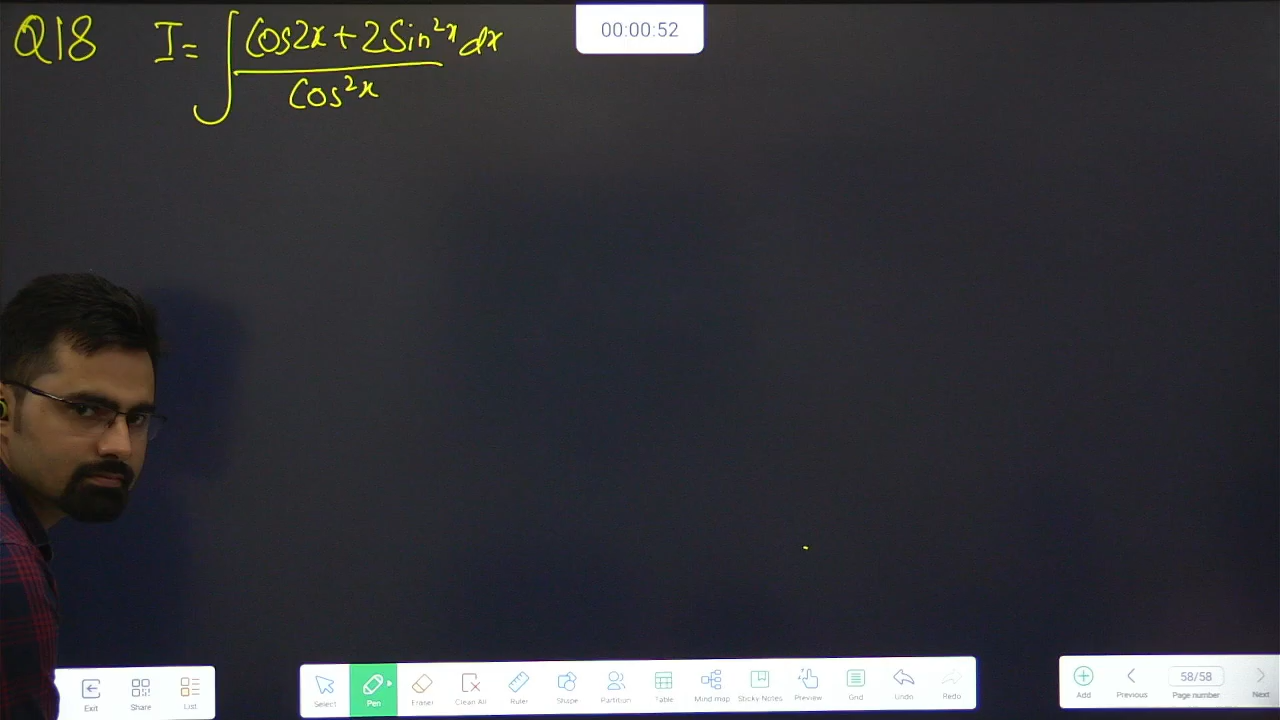 Q18 I = ∫ Cos2x + 2Sin²x dx
Cos²x
00:00:52
Exit Share List
Select Pen Eraser Clean All Ruler Shape Partition Table Mind map Sticky Notes Preview Grid Undo Redo
Add Previous 58/58 Page number Next